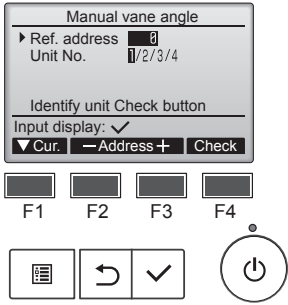 Manual vane angle
Ref. address 0
Unit No. 1/2/3/4
Identify unit Check button
Input display: ✓
▼ Cur. − Address + Check
F1 F2 F3 F4